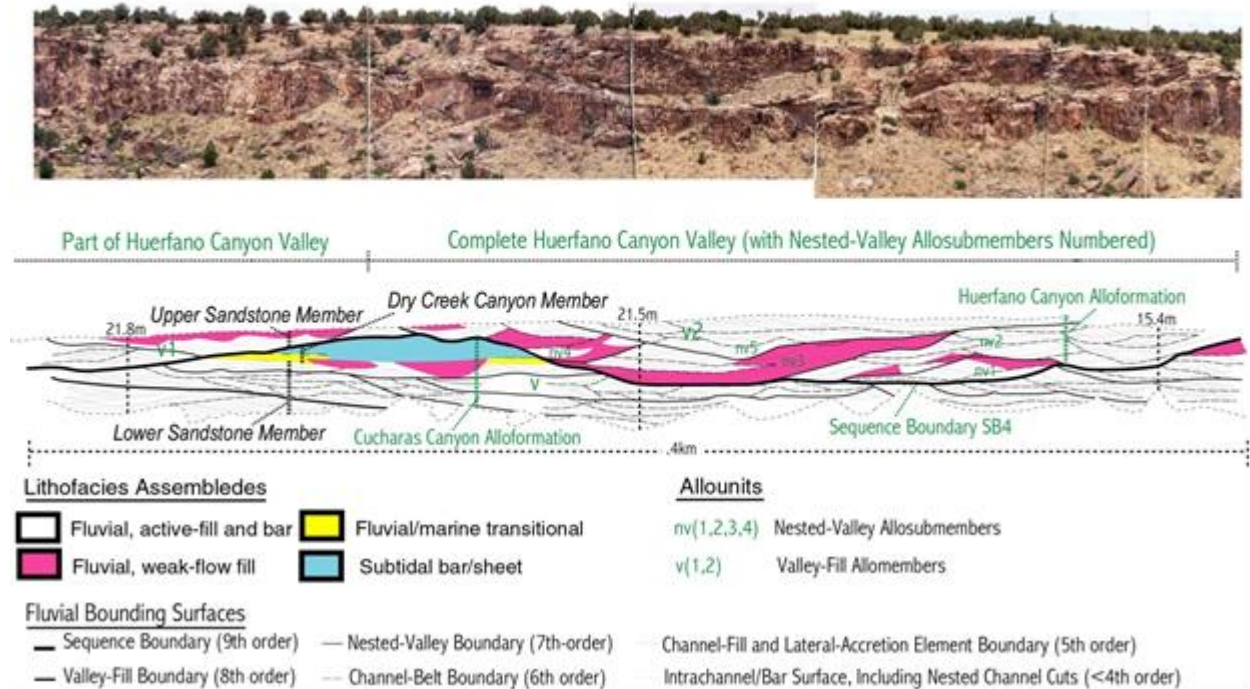 Part of Huerfano Canyon Valley
Complete Huerfano Canyon Valley (with Nested-Valley Allosubmembers Numbered)
Upper Sandstone Member
Dry Creek Canyon Member
Huerfano Canyon Alloformation
21.8m
21.5m
15.4m
v1
v2
nv4
nv5
nv3
nv2
nv1
v
Lower Sandstone Member
Cucharas Canyon Alloformation
Sequence Boundary SB4
.4km
Lithofacies Assembledes
Fluvial, active-fill and bar
Fluvial/marine transitional
Fluvial, weak-flow fill
Subtidal bar/sheet
Allounits
nv(1,2,3,4) Nested-Valley Allosubmembers
v(1,2) Valley-Fill Allomembers
Fluvial Bounding Surfaces
Sequence Boundary (9th order)
Nested-Valley Boundary (7th-order)
Channel-Fill and Lateral-Accretion Element Boundary (5th order)
Valley-Fill Boundary (8th order)
Channel-Belt Boundary (6th order)
Intrachannel/Bar Surface, Including Nested Channel Cuts (<4th order)